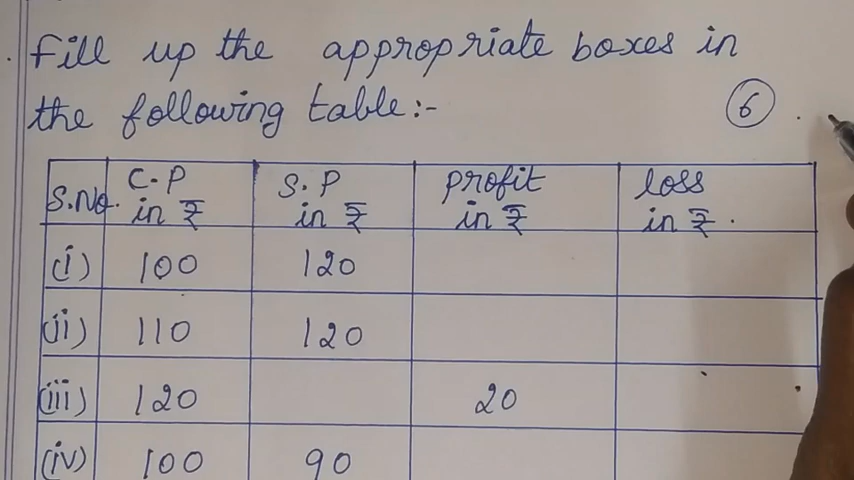 Fill up the appropriate boxes in
the following table:-
6
S.No. C.P in ₹ S.P in ₹ profit in ₹ loss in ₹.
(i) 100 120
(ii) 110 120
(iii) 120 20
(iv) 100 90